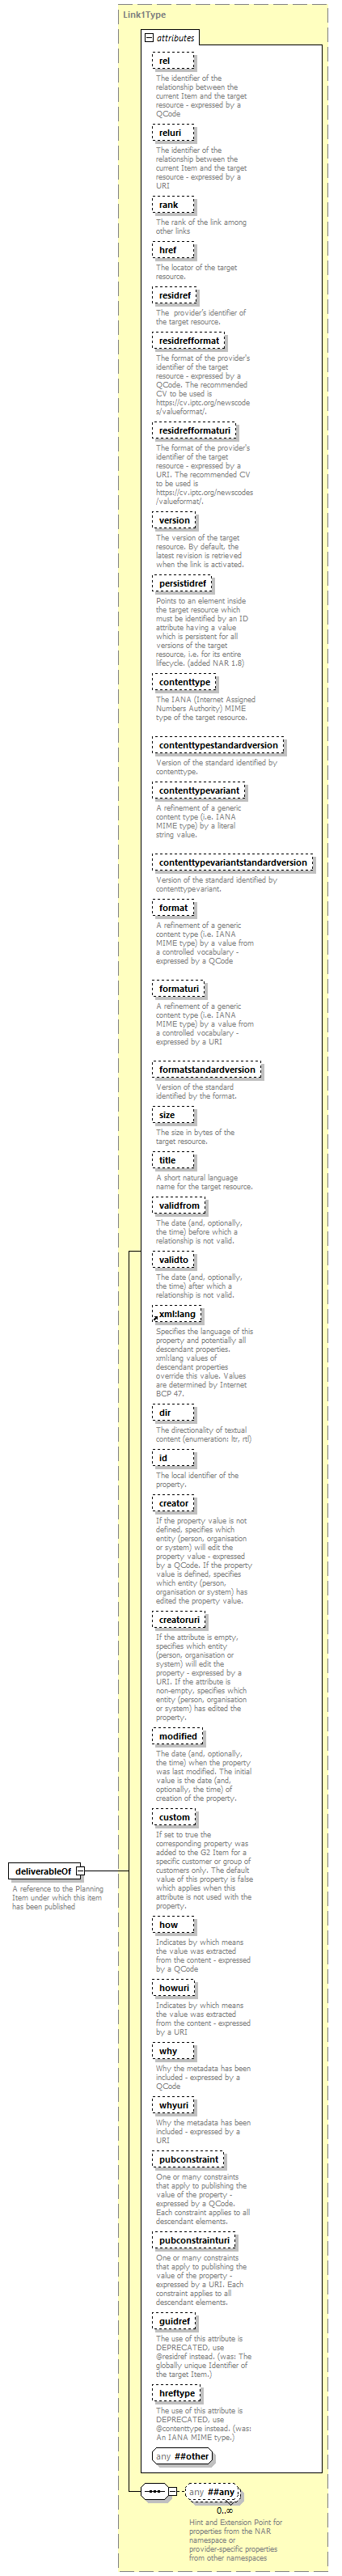 Link1Type
attributes
rel
The identifier of the
relationship between the
current Item and the target
resource - expressed by a
QCode
reluri
The identifier of the
relationship between the
current Item and the target
resource - expressed by a
URI
rank
The rank of the link among
other links
href
The locator of the target
resource.
residref
The provider's identifier of
the target resource.
residrefformat
The format of the provider's
identifier of the target
resource - expressed by a
QCode. The recommended
CV to be used is
https://cv.iptc.org/newscode
s/valueformat/.
residrefformaturi
The format of the provider's
identifier of the target
resource - expressed by a
URI. The recommended CV
to be used is
https://cv.iptc.org/newscodes
/valueformat/.
version
The version of the target
resource. By default, the
latest revision is retrieved
when the link is activated.
persistidref
Points to an element inside
the target resource which
must be identified by an ID
attribute having a value
which is persistent for all
versions of the target
resource, i.e. for its entire
lifecycle. (added NAR 1.8)
contenttype
The IANA (Internet Assigned
Numbers Authority) MIME
type of the target resource.
contenttypestandardversion
Version of the standard identified by
contenttype.
contenttypevariant
A refinement of a generic
content type (i.e. IANA
MIME type) by a literal
string value.
contenttypevariantstandardversion
Version of the standard identified by
contenttypevariant.
format
A refinement of a generic
content type (i.e. IANA
MIME type) by a value from
a controlled vocabulary -
expressed by a QCode
formaturi
A refinement of a generic
content type (i.e. IANA
MIME type) by a value from
a controlled vocabulary -
expressed by a URI
formatstandardversion
Version of the standard
identified by the format.
size
The size in bytes of the
target resource.
title
A short natural language
name for the target resource.
validfrom
The date (and, optionally,
the time) before which a
relationship is not valid.
validto
The date (and, optionally,
the time) after which a
relationship is not valid.
xml:lang
Specifies the language of this
property and potentially all
descendant properties.
xml:lang values of
descendant properties
override this value. Values
are determined by Internet
BCP 47.
dir
The directionality of textual
content (enumeration: ltr, rtl)
id
The local identifier of the
property.
creator
If the property value is not
defined, specifies which
entity (person, organisation
or system) will edit the
property value - expressed
by a QCode. If the property
value is defined, specifies
which entity (person,
organisation or system) has
edited the property value.
creatoruri
If the attribute is empty,
specifies which entity
(person, organisation or
system) will edit the
property - expressed by a
URI. If the attribute is
non-empty, specifies which
entity (person, organisation
or system) has edited the
property.
modified
The date (and, optionally,
the time) when the property
was last modified. The initial
value is the date (and,
optionally, the time) of
creation of the property.
custom
If set to true the
corresponding property was
added to the G2 Item for a
specific customer or group of
customers only. The default
value of this property is false
which applies when this
attribute is not used with the
property.
deliverableOf
A reference to the Planning
Item under which this item
has been published
how
Indicates by which means
the value was extracted
from the content - expressed
by a QCode
howuri
Indicates by which means
the value was extracted
from the content - expressed
by a URI
why
Why the metadata has been
included - expressed by a
QCode
whyuri
Why the metadata has been
included - expressed by a
URI
pubconstraint
One or many constraints
that apply to publishing the
value of the property -
expressed by a QCode.
Each constraint applies to all
descendant elements.
pubconstrainturi
One or many constraints
that apply to publishing the
value of the property -
expressed by a URI. Each
constraint applies to all
descendant elements.
guidref
The use of this attribute is
DEPRECATED, use
@residref instead. (was: The
globally unique Identifier of
the target Item.)
hreftype
The use of this attribute is
DEPRECATED, use
@contenttype instead. (was:
An IANA MIME type.)
any ##other
any ##any
0..∞
Hint and Extension Point for
properties from the NAR
namespace or
provider-specific properties
from other namespaces